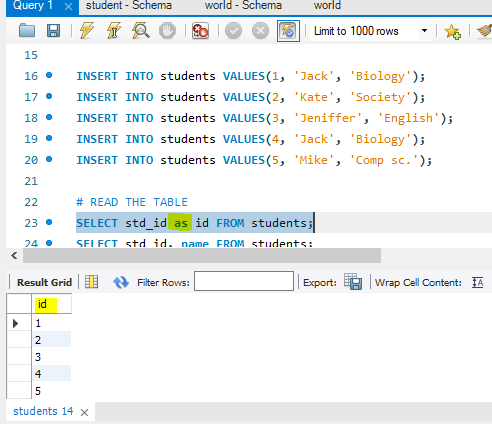 Query 1
student - Schema
world - Schema
world
Limit to 1000 rows
15
16 INSERT INTO students VALUES(1, 'Jack', 'Biology');
17 INSERT INTO students VALUES(2, 'Kate', 'Society');
18 INSERT INTO students VALUES(3, 'Jeniffer', 'English');
19 INSERT INTO students VALUES(4, 'Jack', 'Biology');
20 INSERT INTO students VALUES(5, 'Mike', 'Comp sc.');
21
22 # READ THE TABLE
23 SELECT std_id as id FROM students;
24 SELECT std_id, name FROM students;
Result Grid Filter Rows: Export: Wrap Cell Content: IA
id
1
2
3
4
5
students 14